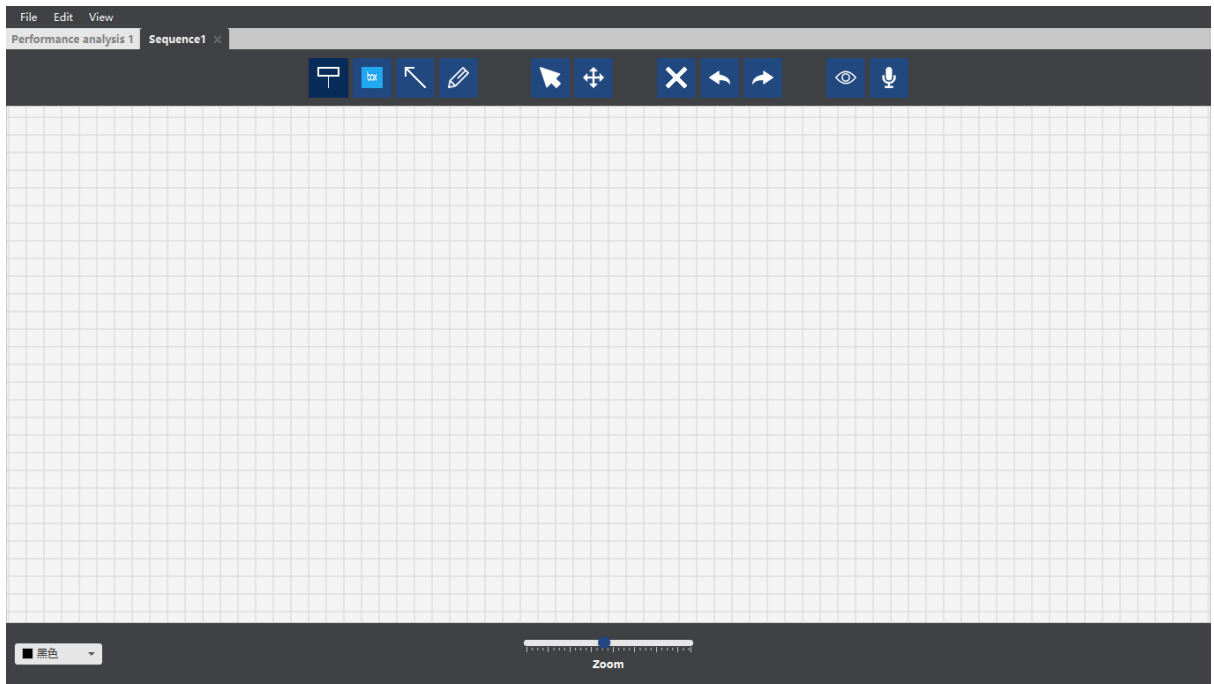 File Edit View
Performance analysis 1 Sequence1
box
黑色
Zoom